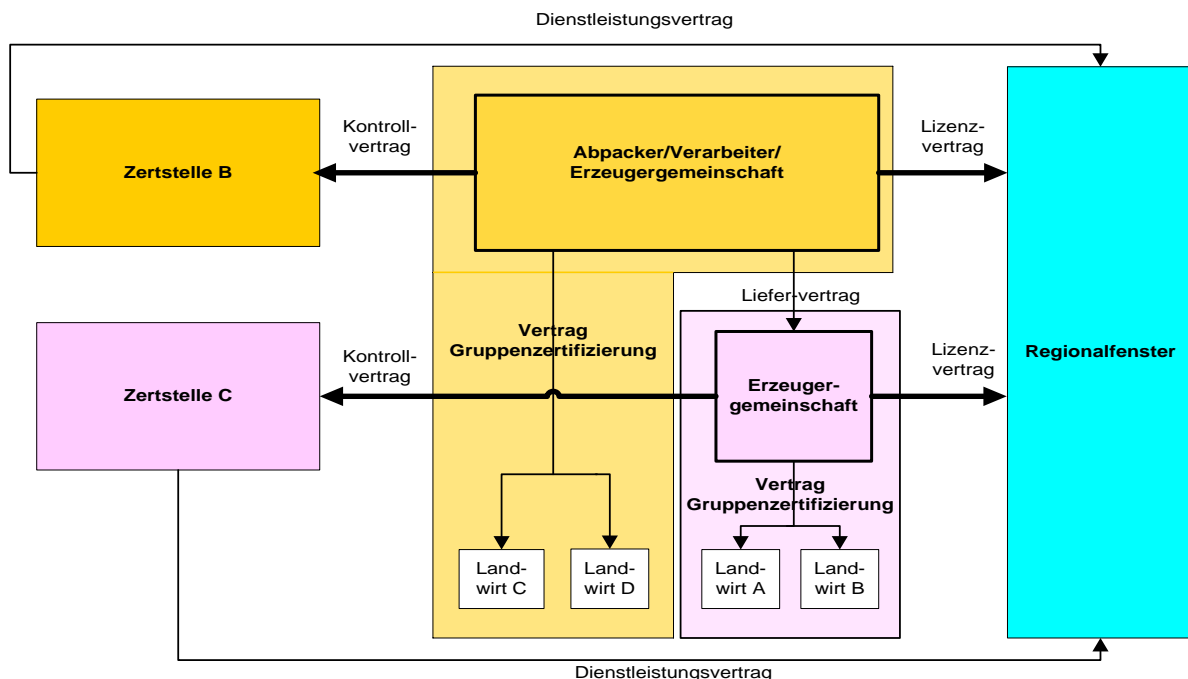 Dienstleistungsvertrag
Kontroll-
vertrag
Lizenz-
vertrag
Zertstelle B
Abpacker/Verarbeiter/
Erzeugergemeinschaft
Liefer-vertrag
Vertrag
Gruppenzertifizierung
Kontroll-
vertrag
Lizenz-
vertrag
Regionalfenster
Zertstelle C
Erzeuger-
gemeinschaft
Vertrag
Gruppenzertifizierung
Land-
wirt C
Land-
wirt D
Land-
wirt A
Land-
wirt B
Dienstleistungsvertrag